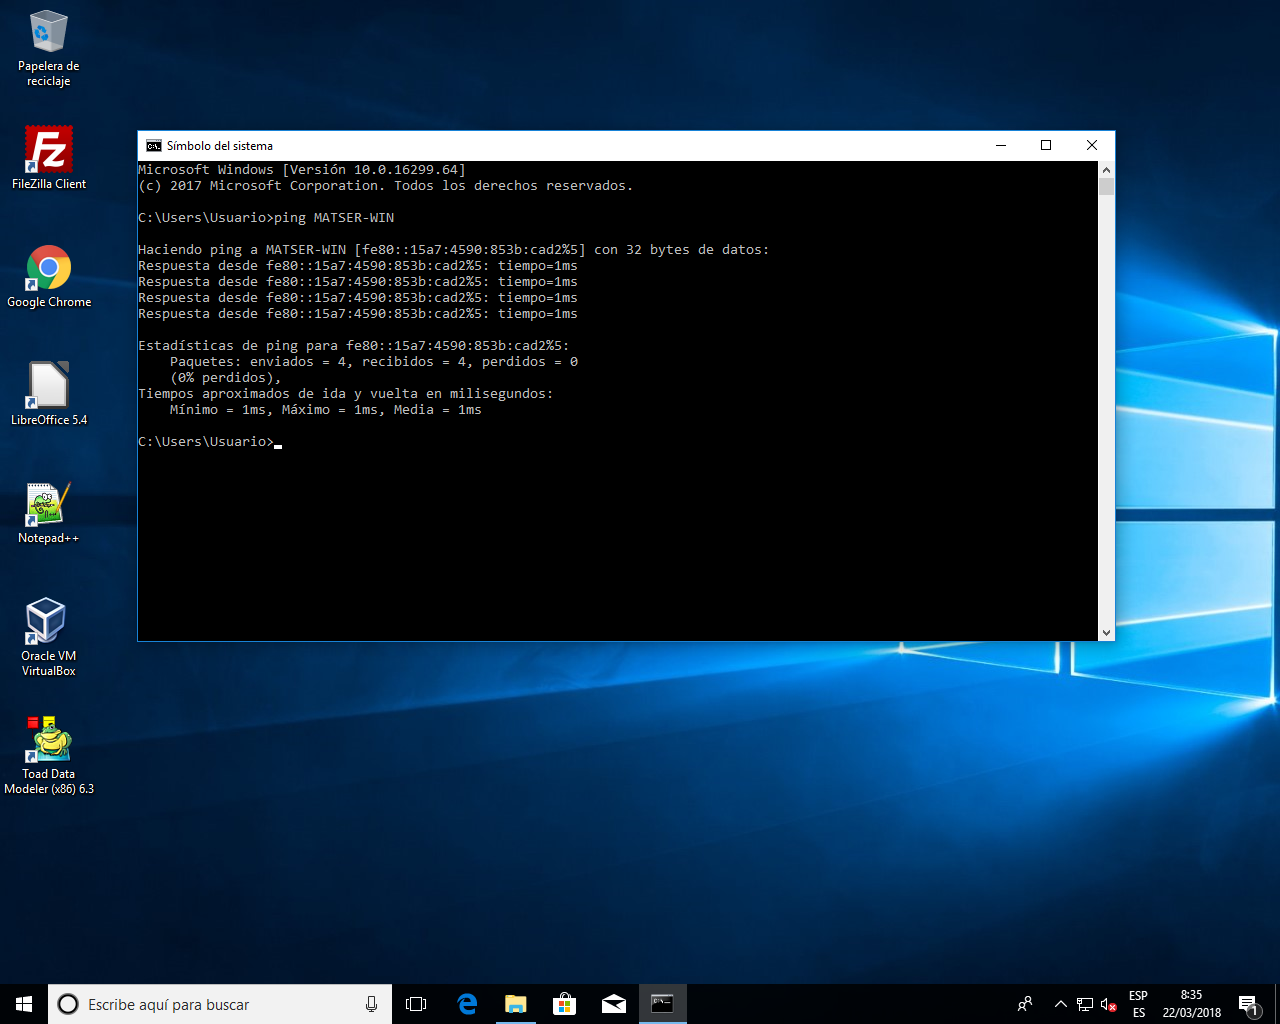 Papelera de
reciclaje
FileZilla Client
Google Chrome
LibreOffice 5.4
Notepad++
Oracle VM
VirtualBox
Toad Data
Modeler (x86) 6.3
Símbolo del sistema
Microsoft Windows [Versión 10.0.16299.64]
(c) 2017 Microsoft Corporation. Todos los derechos reservados.
C:\Users\Usuario>ping MATSER-WIN
Haciendo ping a MATSER-WIN [fe80::15a7:4590:853b:cad2%5] con 32 bytes de datos:
Respuesta desde fe80::15a7:4590:853b:cad2%5: tiempo=1ms
Respuesta desde fe80::15a7:4590:853b:cad2%5: tiempo=1ms
Respuesta desde fe80::15a7:4590:853b:cad2%5: tiempo=1ms
Respuesta desde fe80::15a7:4590:853b:cad2%5: tiempo=1ms
Estadísticas de ping para fe80::15a7:4590:853b:cad2%5:
Paquetes: enviados = 4, recibidos = 4, perdidos = 0
(0% perdidos),
Tiempos aproximados de ida y vuelta en milisegundos:
Mínimo = 1ms, Máximo = 1ms, Media = 1ms
C:\Users\Usuario>
Escribe aquí para buscar
ESP
ES
8:35
22/03/2018
1